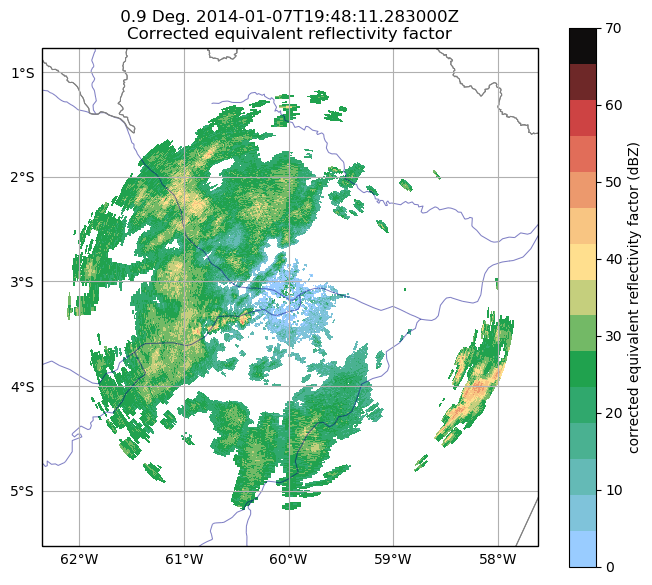 0.9 Deg. 2014-01-07T19:48:11.283000Z
Corrected equivalent reflectivity factor
1°S
2°S
3°S
4°S
5°S
62°W
61°W
60°W
59°W
58°W
70
60
50
40
30
20
10
0
corrected equivalent reflectivity factor (dBZ)